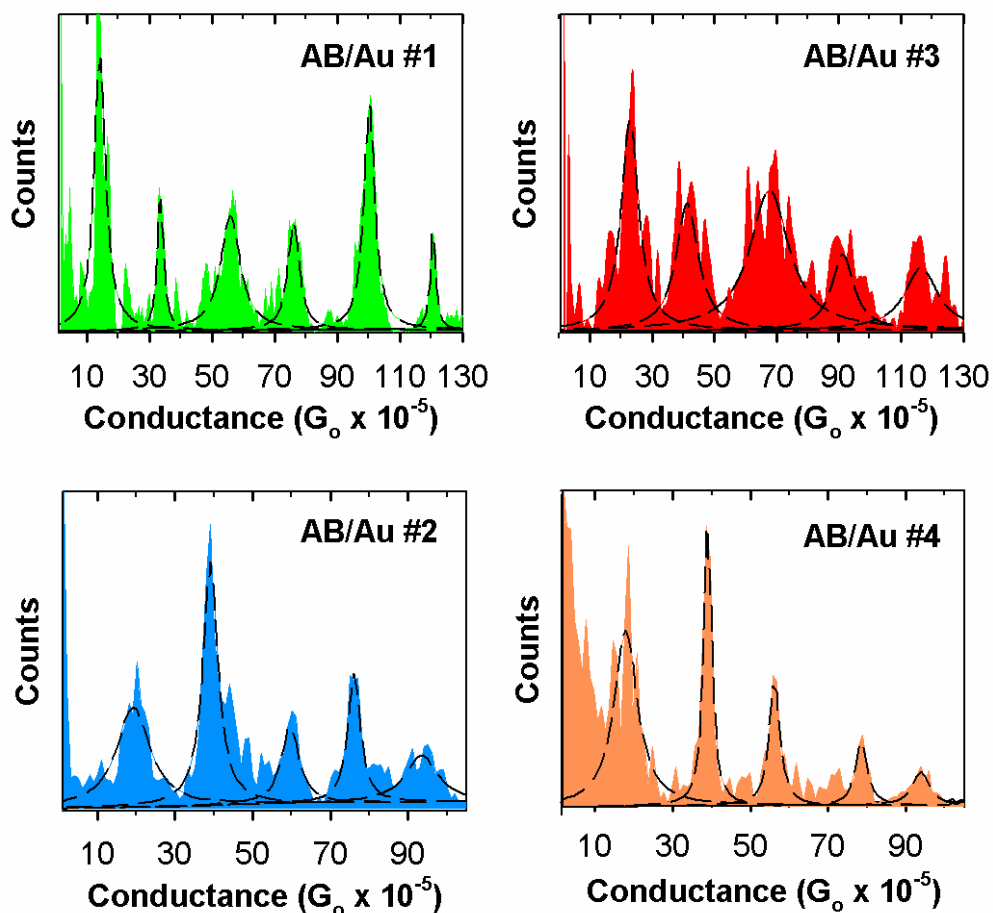 AB/Au #1
Counts
10 30 50 70 90 110 130
Conductance (Gₒ x 10⁻⁵)
AB/Au #3
Counts
10 30 50 70 90 110 130
Conductance (Gₒ x 10⁻⁵)
AB/Au #2
Counts
10 30 50 70 90
Conductance (Gₒ x 10⁻⁵)
AB/Au #4
Counts
10 30 50 70 90
Conductance (Gₒ x 10⁻⁵)